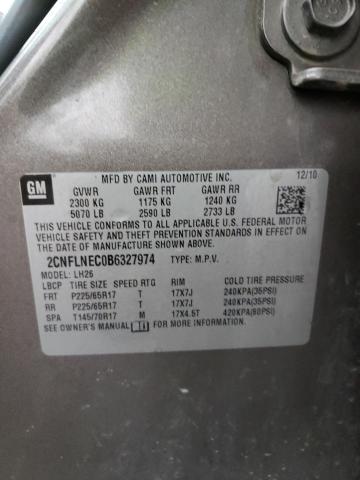 GM
MFD BY CAMI AUTOMOTIVE INC. 12/10
GVWR GAWR FRT GAWR RR
2300 KG 1175 KG 1240 KG
5070 LB 2590 LB 2733 LB
THIS VEHICLE CONFORMS TO ALL APPLICABLE U.S. FEDERAL MOTOR
VEHICLE SAFETY AND THEFT PREVENTION STANDARDS IN EFFECT ON
THE DATE OF MANUFACTURE SHOWN ABOVE.
2CNFLNEC0B6327974 TYPE: M.P.V.
MODEL: LH26
LBCP TIRE SIZE SPEED RTG RIM COLD TIRE PRESSURE
FRT P225/65R17 T 17X7J 240KPA(35PSI)
RR P225/65R17 T 17X7J 240KPA(35PSI)
SPA T145/70R17 M 17X4.5T 420KPA(60PSI)
SEE OWNER'S MANUAL i FOR MORE INFORMATION.